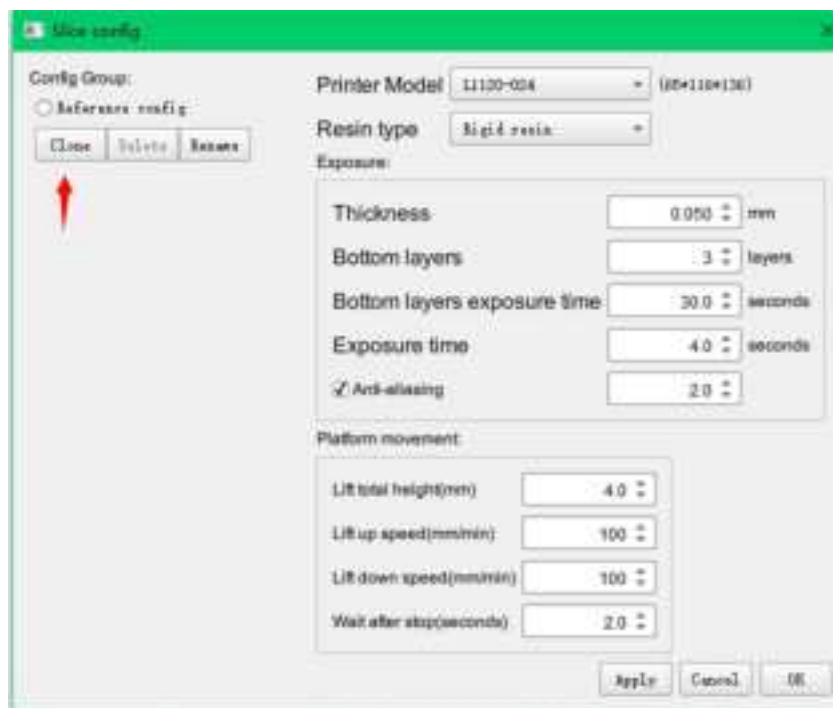 Slice config
Config Group:
Reference config
Clone Delete Rename
Printer Model
Resin type Rigid resin
Exposure:
Thickness 0.050 mm
Bottom layers 3 layers
Bottom layers exposure time 30.0 seconds
Exposure time 4.0 seconds
Anti-aliasing 2.0
Platform movement:
Lift total height(mm) 4.0
Lift up speed(mm/min) 100
Lift down speed(mm/min) 100
Wait after stop(seconds) 2.0
Apply Cancel OK